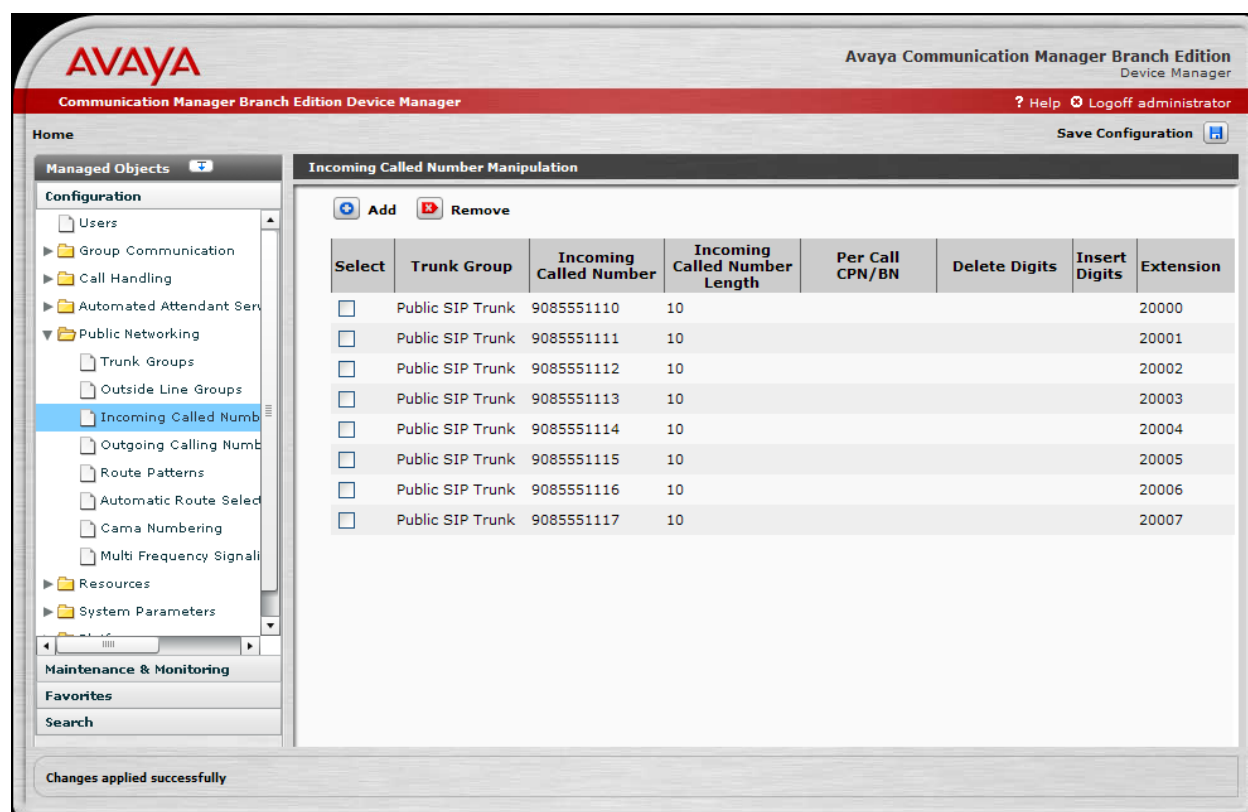 AVAYA
Avaya Communication Manager Branch Edition
Device Manager
Communication Manager Branch Edition Device Manager
? Help Logoff administrator
Home
Save Configuration
Managed Objects
Incoming Called Number Manipulation
Configuration
Users
Group Communication
Call Handling
Automated Attendant Serv
Public Networking
Trunk Groups
Outside Line Groups
Incoming Called Numb
Outgoing Calling Numb
Route Patterns
Automatic Route Select
Cama Numbering
Multi Frequency Signali
Resources
System Parameters
Maintenance & Monitoring
Favorites
Search
Add Remove
Select Trunk Group Incoming Called Number Incoming Called Number Length Per Call CPN/BN Delete Digits Insert Digits Extension
Public SIP Trunk 9085551110 10 20000
Public SIP Trunk 9085551111 10 20001
Public SIP Trunk 9085551112 10 20002
Public SIP Trunk 9085551113 10 20003
Public SIP Trunk 9085551114 10 20004
Public SIP Trunk 9085551115 10 20005
Public SIP Trunk 9085551116 10 20006
Public SIP Trunk 9085551117 10 20007
Changes applied successfully